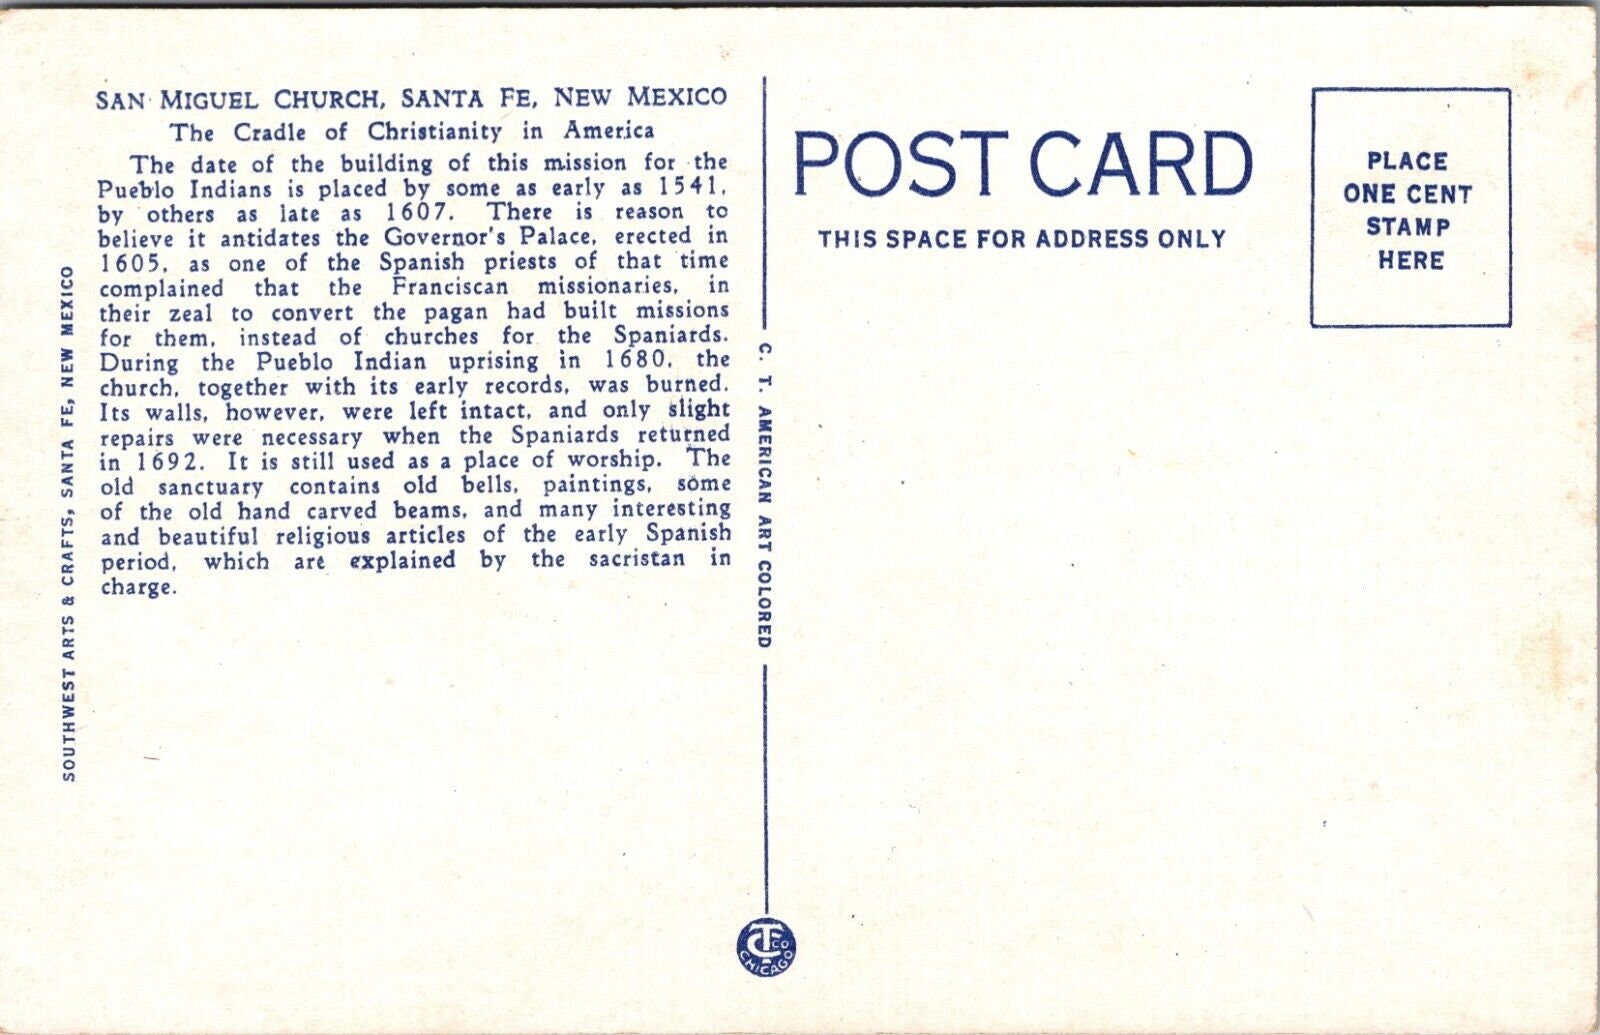 SAN MIGUEL CHURCH, SANTA FE, NEW MEXICO
The Cradle of Christianity in America
The date of the building of this mission for the
Pueblo Indians is placed by some as early as 1541,
by others as late as 1607. There is reason to
believe it antidates the Governor's Palace, erected in
1605, as one of the Spanish priests of that time
complained that the Franciscan missionaries, in
their zeal to convert the pagan had built missions
for them, instead of churches for the Spaniards.
During the Pueblo Indian uprising in 1680, the
church, together with its early records, was burned.
Its walls, however, were left intact, and only slight
repairs were necessary when the Spaniards returned
in 1692. It is still used as a place of worship. The
old sanctuary contains old bells, paintings, some
of the old hand carved beams, and many interesting
and beautiful religious articles of the early Spanish
period, which are explained by the sacristan in
charge.
SOUTHWEST ARTS & CRAFTS, SANTA FE, NEW MEXICO
C. T. AMERICAN ART COLORED
CT CO
CHICAGO
POST CARD
THIS SPACE FOR ADDRESS ONLY
PLACE
ONE CENT
STAMP
HERE